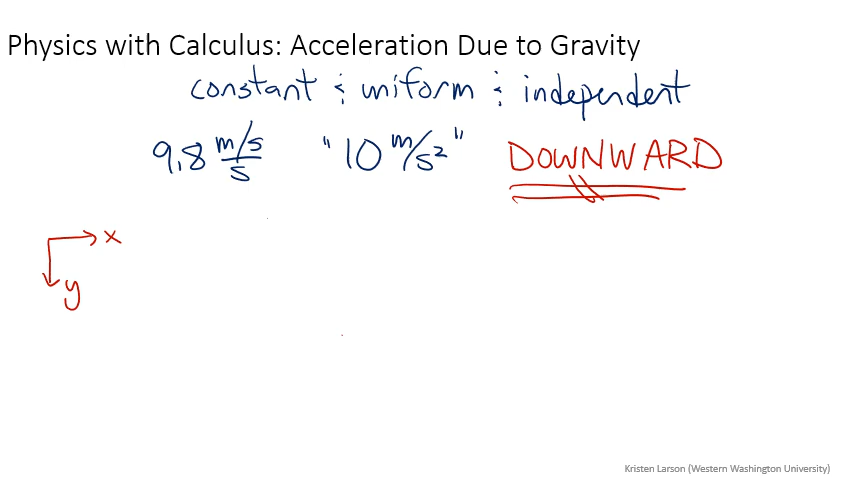 Physics with Calculus: Acceleration Due to Gravity
constant & uniform & independent
9.8 m/s/s "10 m/s²" DOWNWARD
x
y
Kristen Larson (Western Washington University)